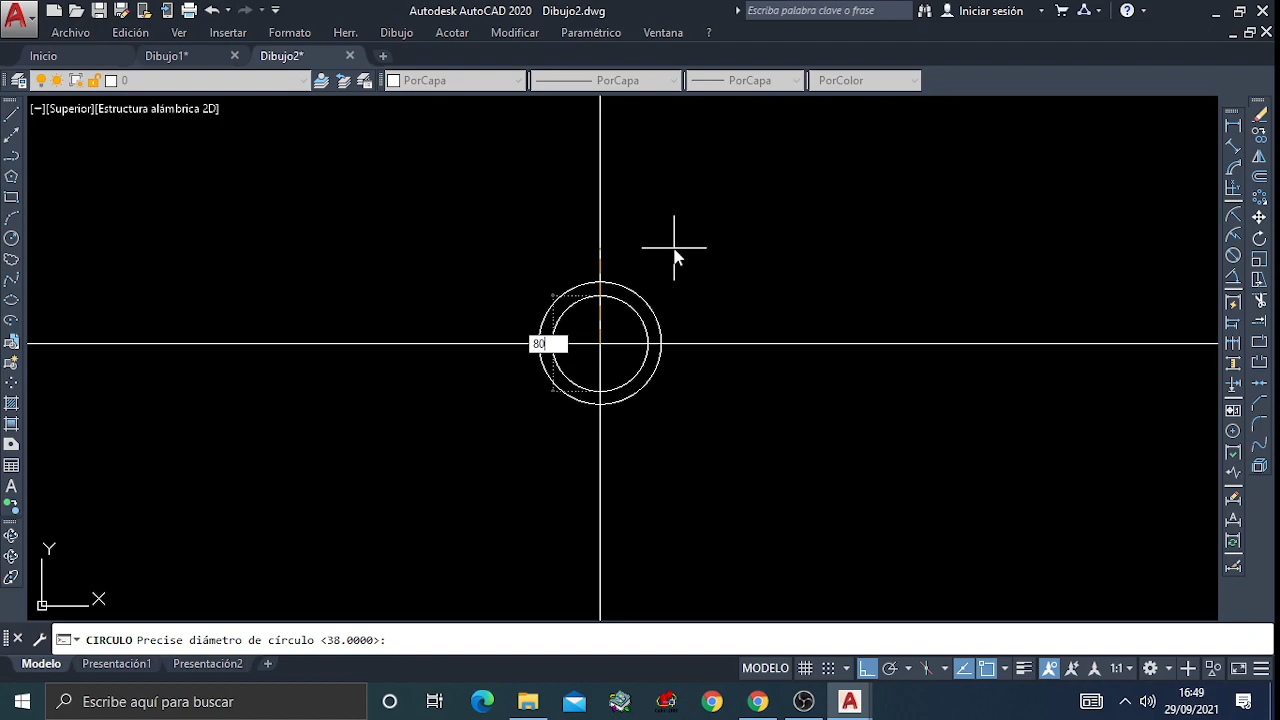 Autodesk AutoCAD 2020 Dibujo2.dwg
Escriba palabra clave o frase
Iniciar sesión
Archivo Edición Ver Insertar Formato Herr. Dibujo Acotar Modificar Paramétrico Ventana ?
Inicio Dibujo1* Dibujo2*
0 PorCapa PorCapa PorCapa PorColor
[−][Superior][Estructura alámbrica 2D]
80
Y
X
CIRCULO Precise diámetro de círculo <38.0000>:
Modelo Presentación1 Presentación2 +
MODELO 1:1
Escribe aquí para buscar
16:49
29/09/2021